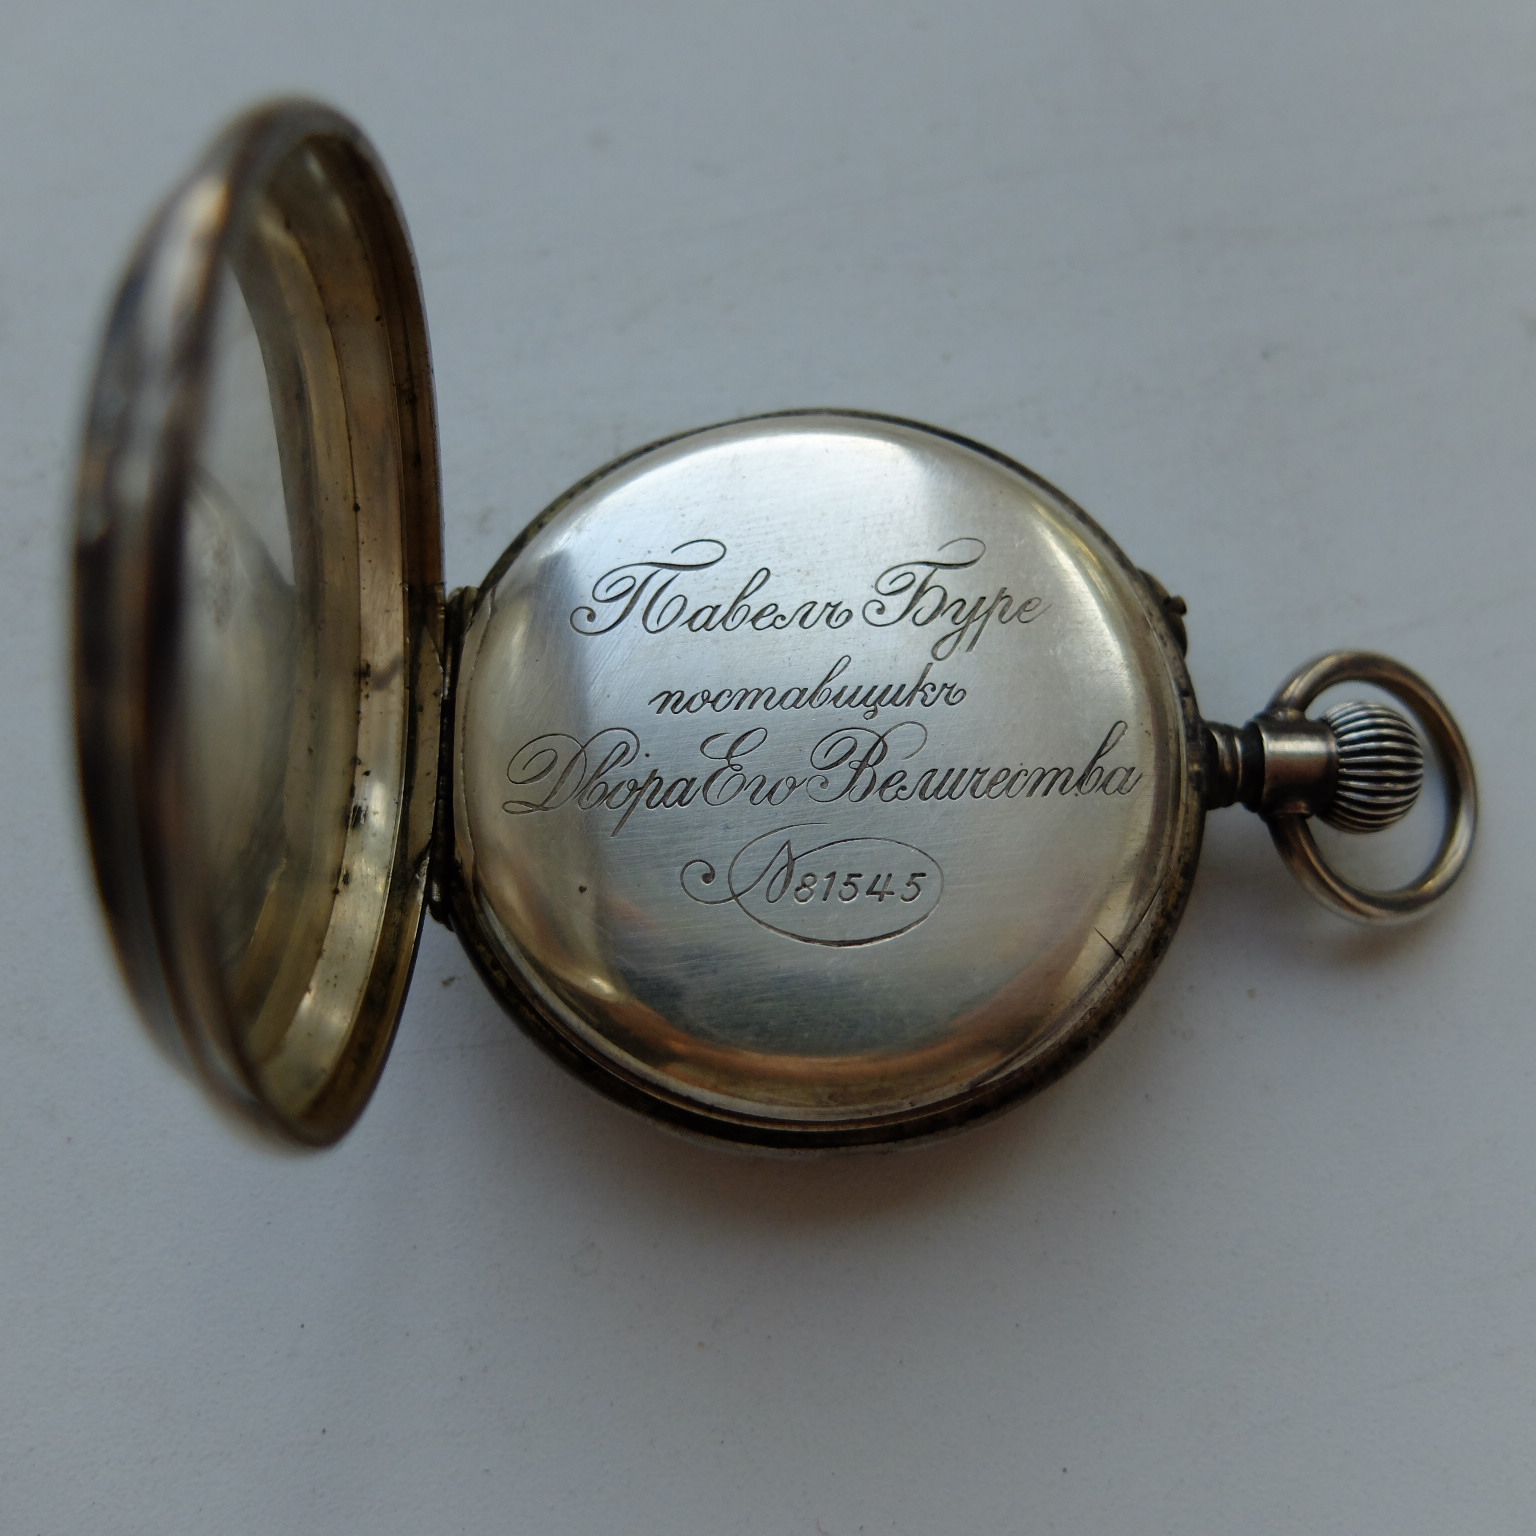 Павелъ Буре
поставщикъ
Двора Его Величества
№81545